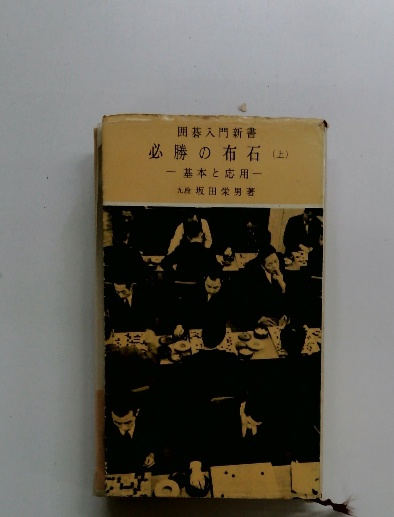 囲碁入門新書
必勝の布石（上）
―基本と応用―
九段 坂田栄男著